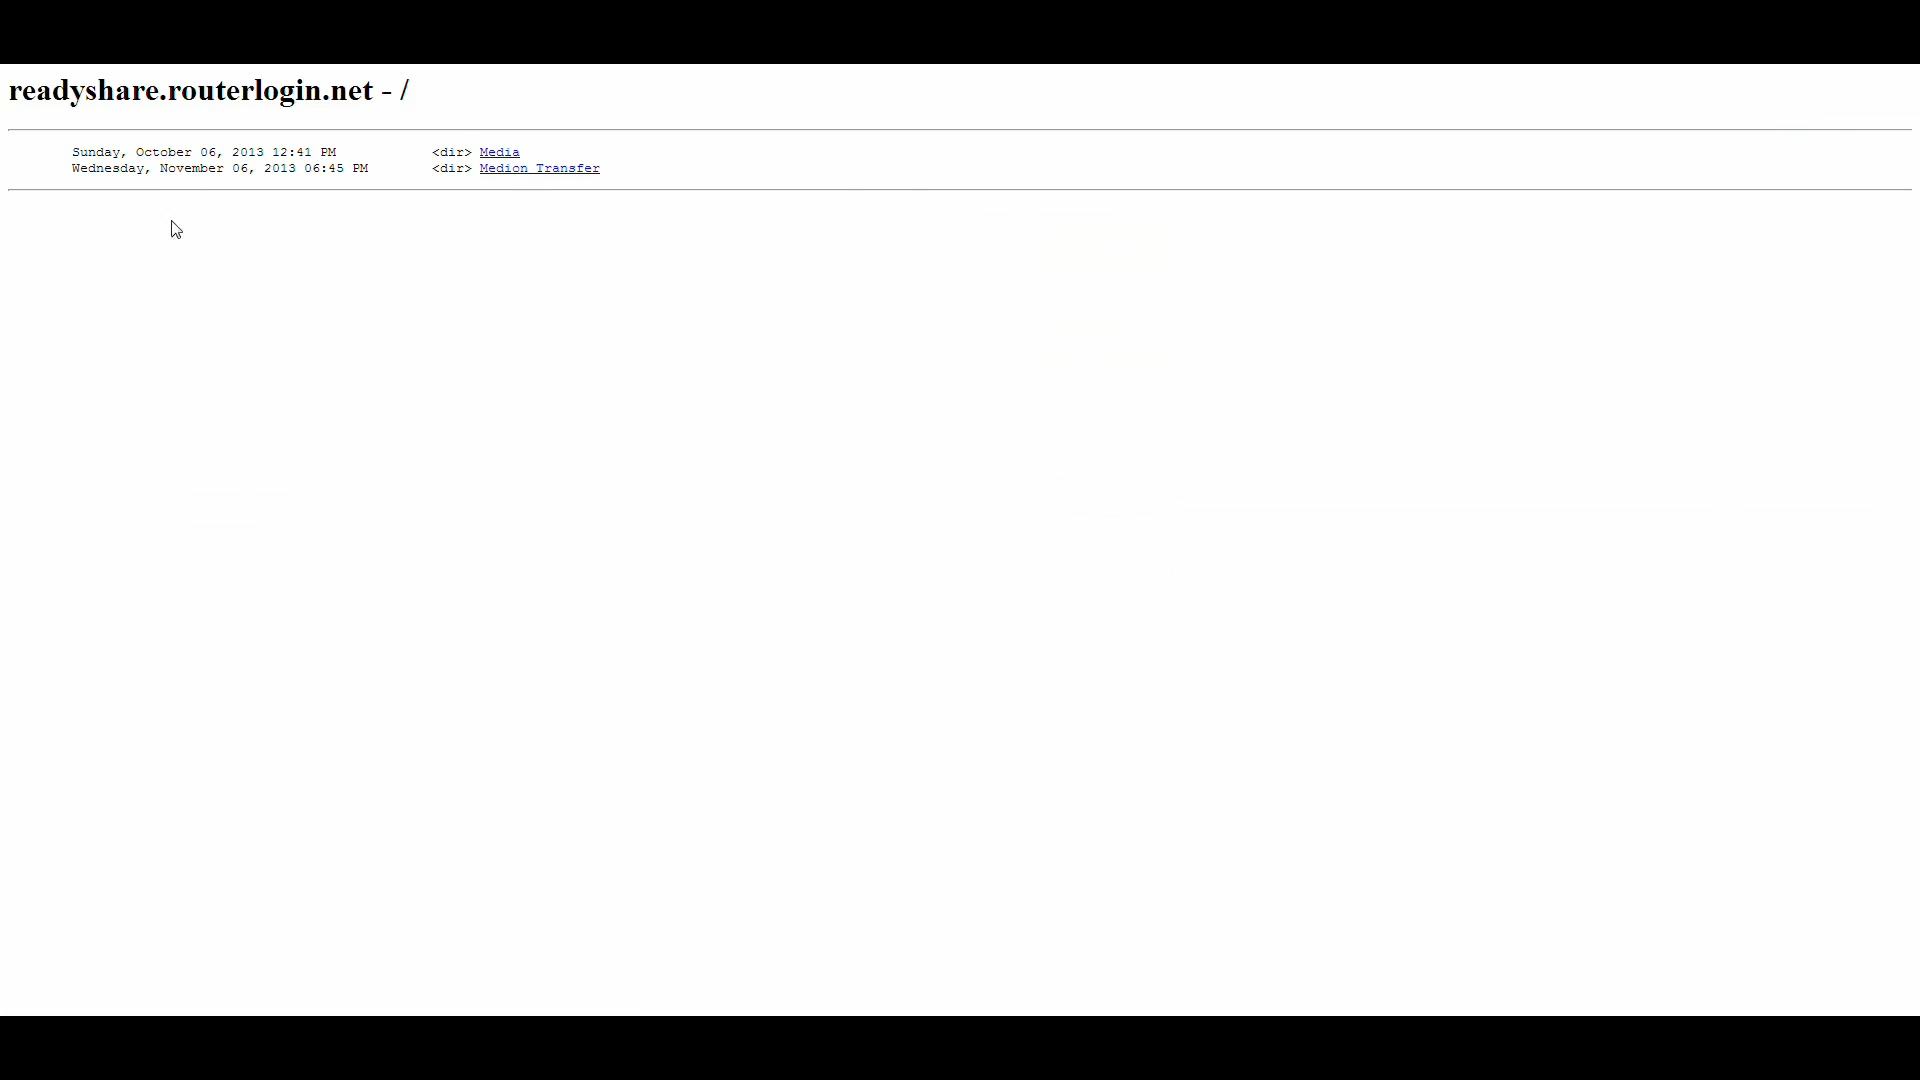 readyshare.routerlogin.net - /
Sunday, October 06, 2013 12:41 PM <dir> Media
Wednesday, November 06, 2013 06:45 PM <dir> Medion Transfer